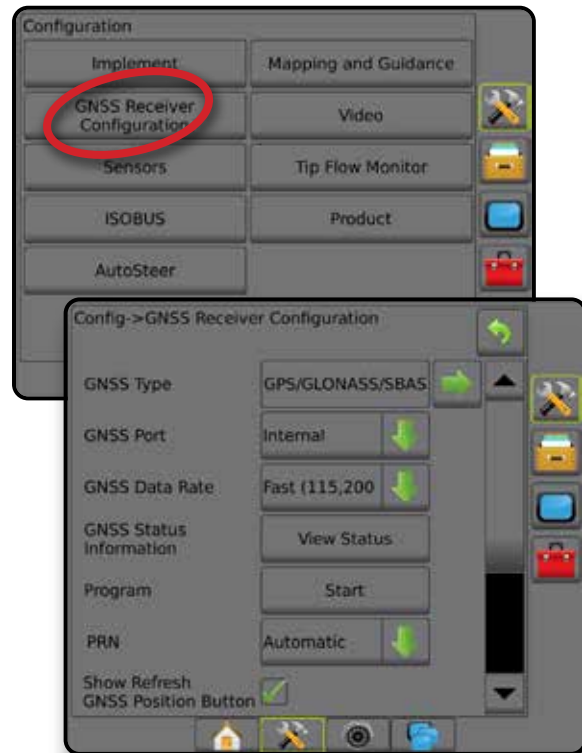 Configuration
Implement
Mapping and Guidance
GNSS Receiver
Configuration
Video
Sensors
Tip Flow Monitor
ISOBUS
Product
AutoSteer
Config->GNSS Receiver Configuration
GNSS Type
GPS/GLONASS/SBAS
GNSS Port
Internal
GNSS Data Rate
Fast (115,200
GNSS Status
Information
View Status
Program
Start
PRN
Automatic
Show Refresh
GNSS Position Button